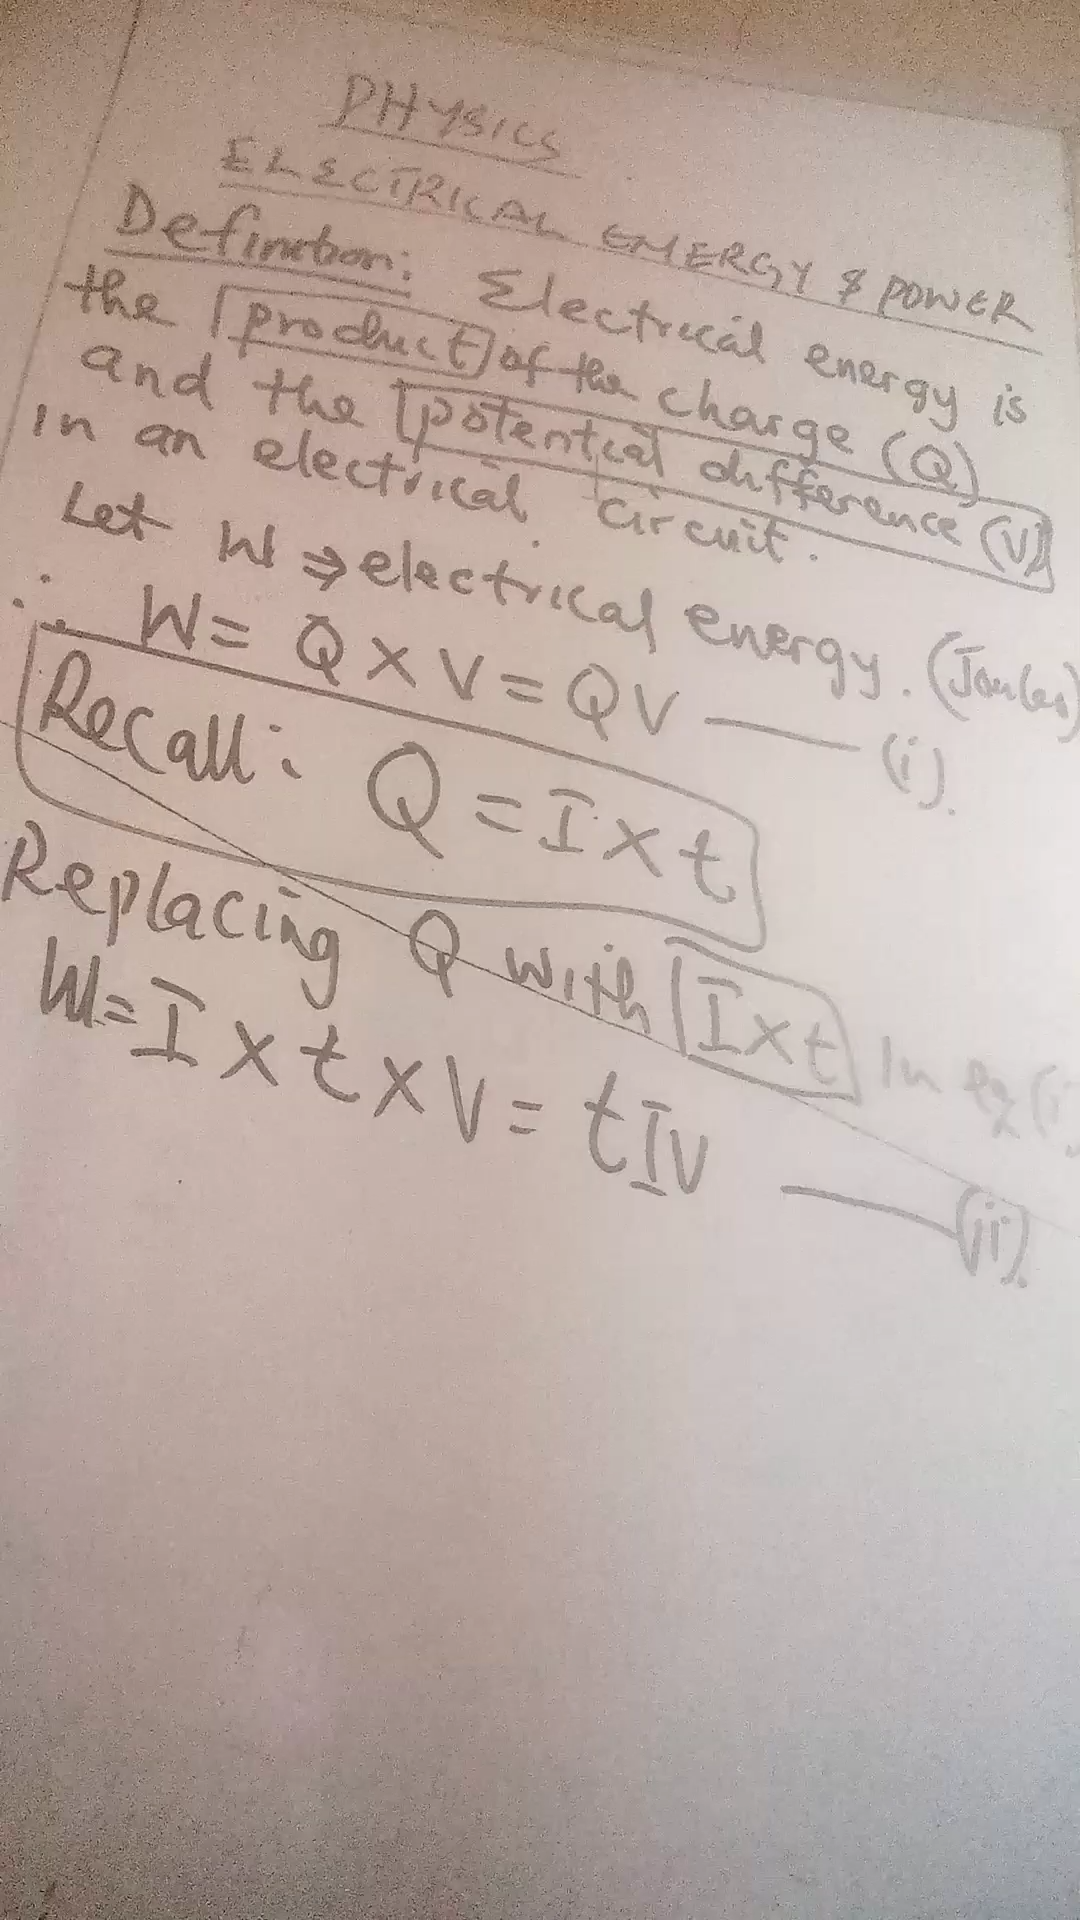 PHYSICS
ELECTRICAL ENERGY & POWER
Definition: Electrical energy is
the product of the charge (Q)
and the potential difference (V)
in an electrical circuit.
Let W ⇒ electrical energy. (Joules)
∴ W = Q X V = QV — (i).
Recall: Q = I X t
Replacing Q with I X t In eq (i)
W = I X t X V = tIV — (ii).